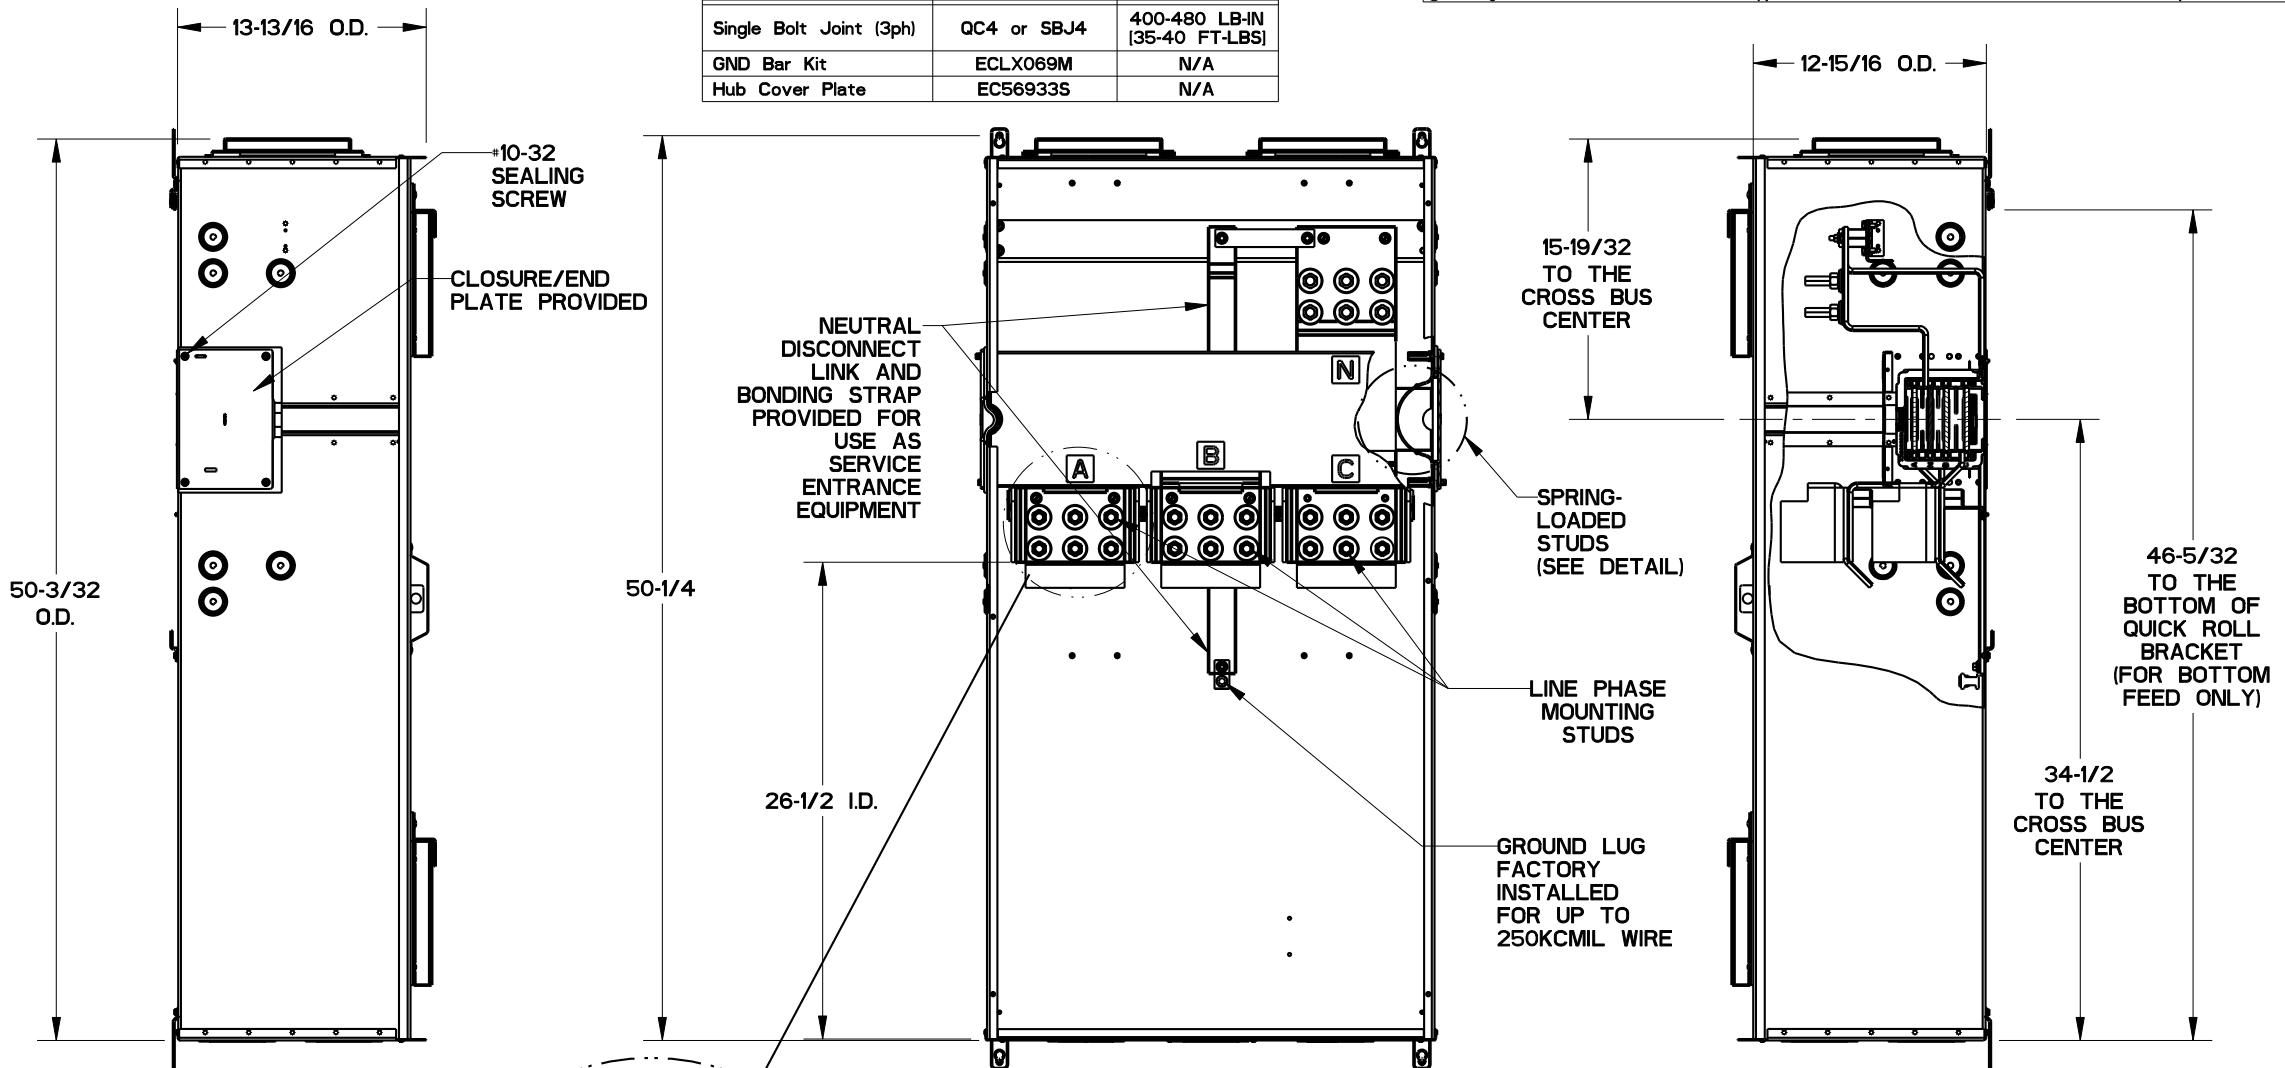 Single Bolt Joint (3ph) QC4 or SBJ4 400-480 LB-IN
[35-40 FT-LBS]
GND Bar Kit ECLX069M N/A
Hub Cover Plate EC56933S N/A
13-13/16 O.D.
12-15/16 O.D.
#10-32
SEALING
SCREW
CLOSURE/END
PLATE PROVIDED
50-3/32
O.D.
50-1/4
NEUTRAL
DISCONNECT
LINK AND
BONDING STRAP
PROVIDED FOR
USE AS
SERVICE
ENTRANCE
EQUIPMENT
26-1/2 I.D.
N
A
B
C
15-19/32
TO THE
CROSS BUS
CENTER
SPRING-
LOADED
STUDS
(SEE DETAIL)
LINE PHASE
MOUNTING
STUDS
GROUND LUG
FACTORY
INSTALLED
FOR UP TO
250KCMIL WIRE
46-5/32
TO THE
BOTTOM OF
QUICK ROLL
BRACKET
(FOR BOTTOM
FEED ONLY)
34-1/2
TO THE
CROSS BUS
CENTER